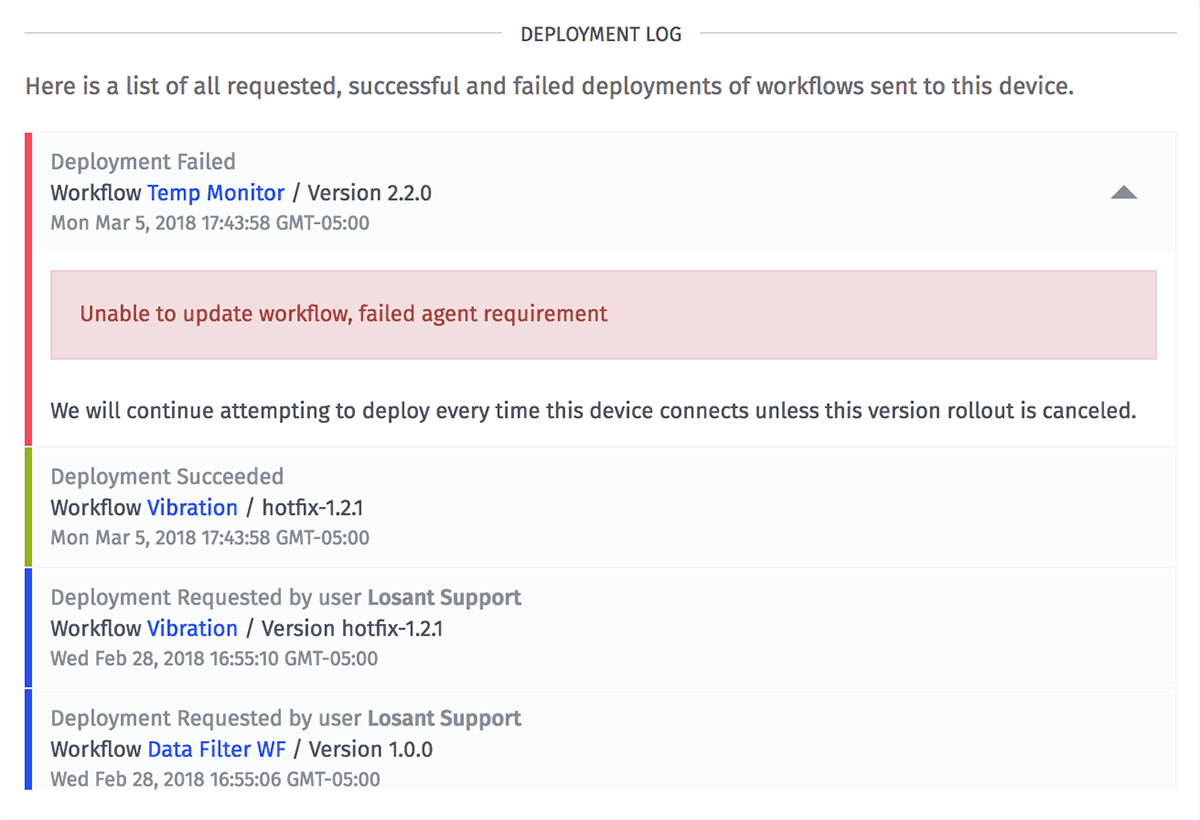 DEPLOYMENT LOG
Here is a list of all requested, successful and failed deployments of workflows sent to this device.
Deployment Failed
Workflow Temp Monitor / Version 2.2.0
Mon Mar 5, 2018 17:43:58 GMT-05:00
Unable to update workflow, failed agent requirement
We will continue attempting to deploy every time this device connects unless this version rollout is canceled.
Deployment Succeeded
Workflow Vibration / hotfix-1.2.1
Mon Mar 5, 2018 17:43:58 GMT-05:00
Deployment Requested by user Losant Support
Workflow Vibration / Version hotfix-1.2.1
Wed Feb 28, 2018 16:55:10 GMT-05:00
Deployment Requested by user Losant Support
Workflow Data Filter WF / Version 1.0.0
Wed Feb 28, 2018 16:55:06 GMT-05:00